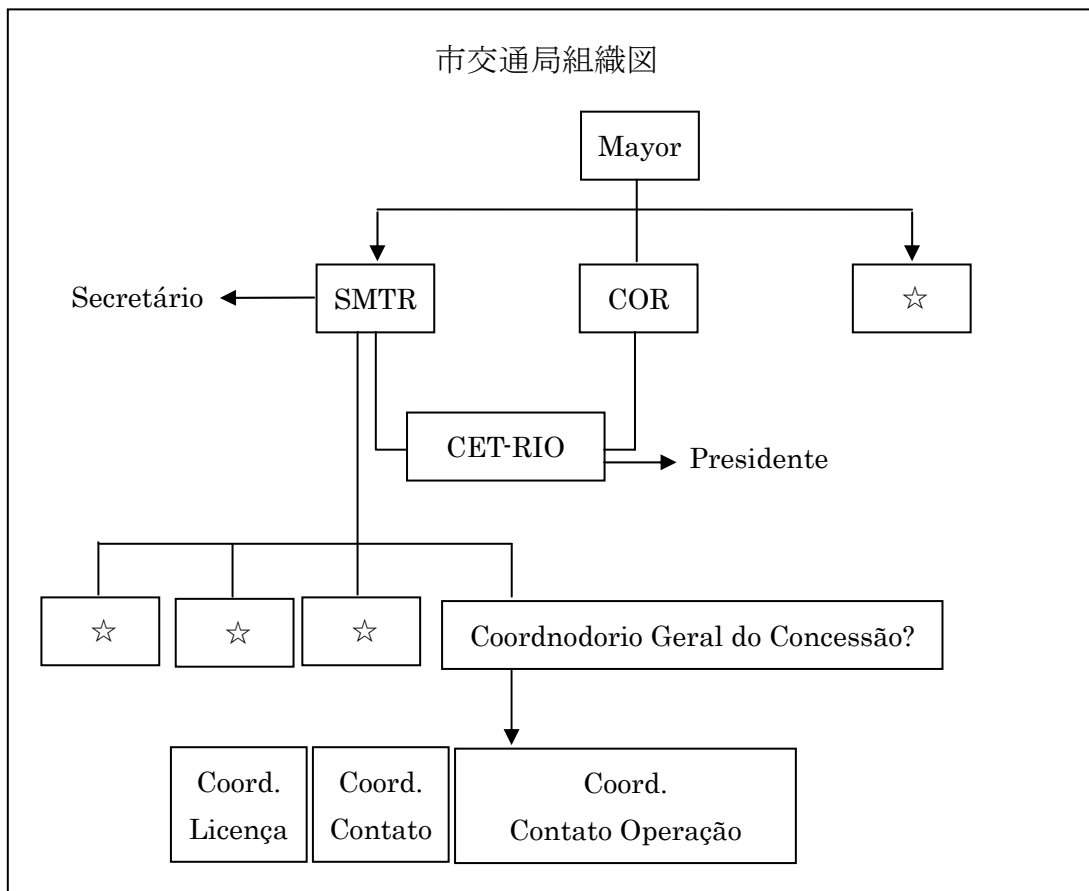 市交通局組織図
Mayor
Secretário
SMTR
COR
☆
CET-RIO
Presidente
☆
☆
☆
Coordnodorio Geral do Concessão?
Coord.
Licença
Coord.
Contato
Coord.
Contato Operação